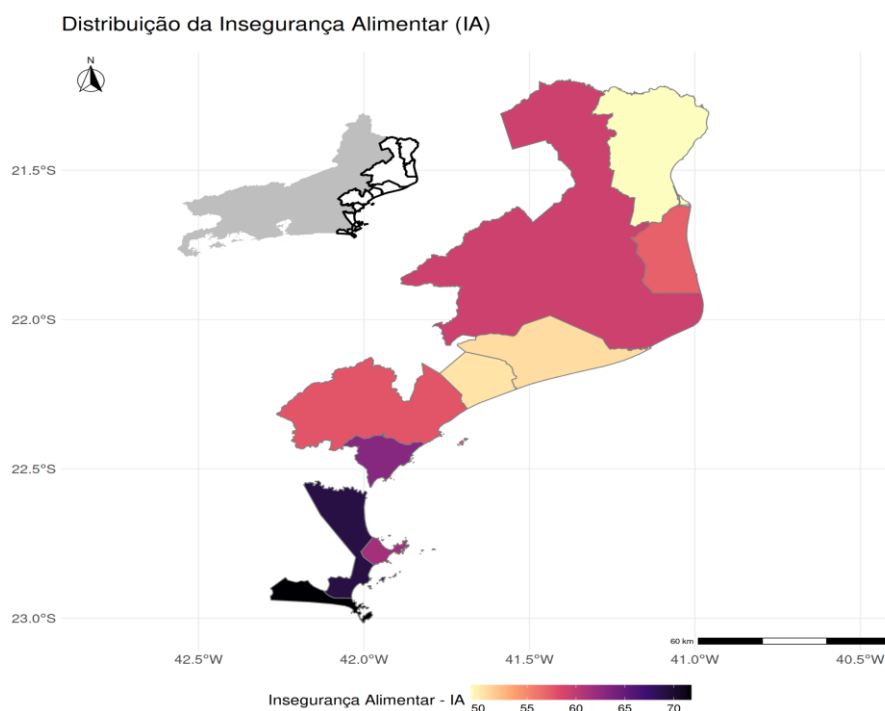 Distribuição da Insegurança Alimentar (IA)
N
21.5°S
22.0°S
22.5°S
23.0°S
60 km
42.5°W 42.0°W 41.5°W 41.0°W 40.5°W
Insegurança Alimentar - IA
50 55 60 65 70